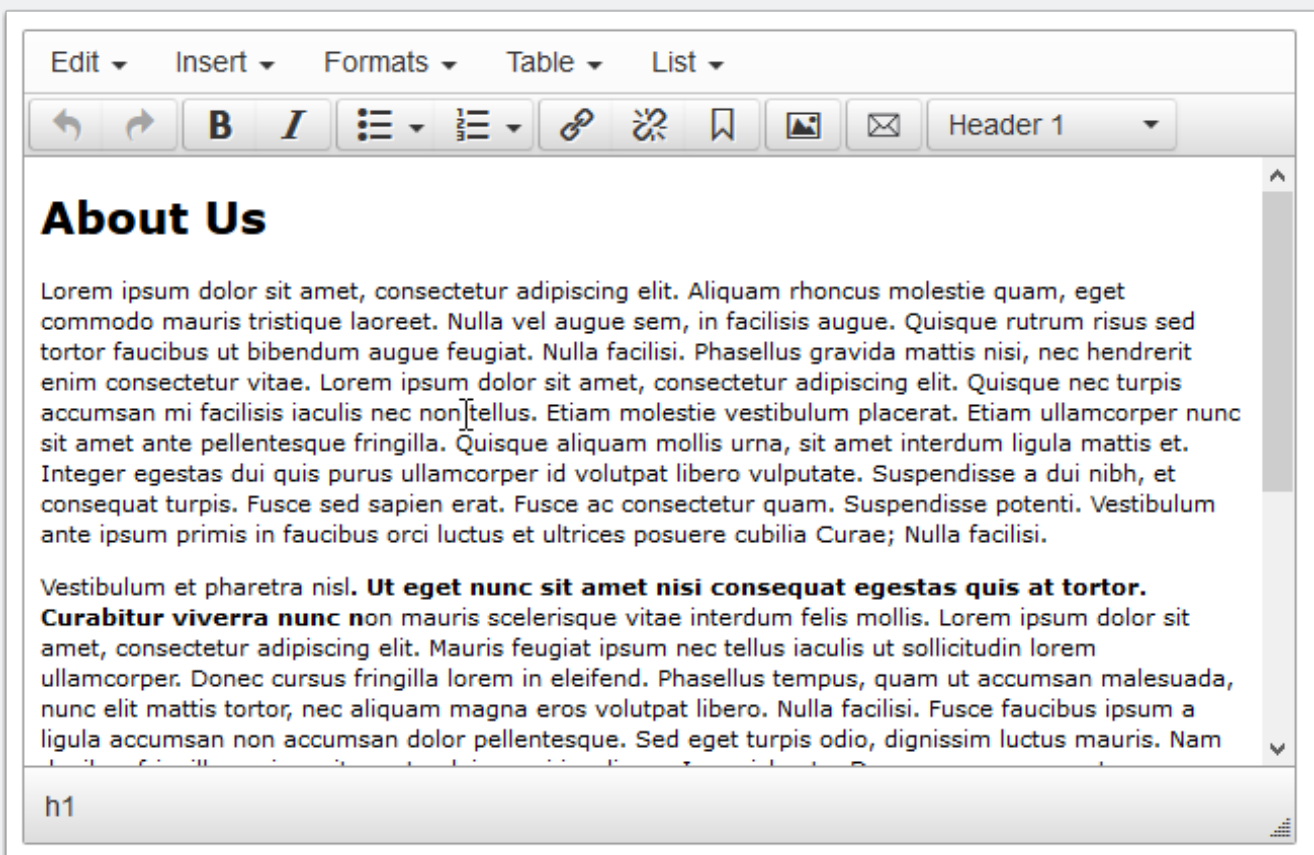 Edit Insert Formats Table List
B I Header 1
About Us
Lorem ipsum dolor sit amet, consectetur adipiscing elit. Aliquam rhoncus molestie quam, eget
commodo mauris tristique laoreet. Nulla vel augue sem, in facilisis augue. Quisque rutrum risus sed
tortor faucibus ut bibendum augue feugiat. Nulla facilisi. Phasellus gravida mattis nisi, nec hendrerit
enim consectetur vitae. Lorem ipsum dolor sit amet, consectetur adipiscing elit. Quisque nec turpis
accumsan mi facilisis iaculis nec non tellus. Etiam molestie vestibulum placerat. Etiam ullamcorper nunc
sit amet ante pellentesque fringilla. Quisque aliquam mollis urna, sit amet interdum ligula mattis et.
Integer egestas dui quis purus ullamcorper id volutpat libero vulputate. Suspendisse a dui nibh, et
consequat turpis. Fusce sed sapien erat. Fusce ac consectetur quam. Suspendisse potenti. Vestibulum
ante ipsum primis in faucibus orci luctus et ultrices posuere cubilia Curae; Nulla facilisi.
Vestibulum et pharetra nisl. Ut eget nunc sit amet nisi consequat egestas quis at tortor.
Curabitur viverra nunc non mauris scelerisque vitae interdum felis mollis. Lorem ipsum dolor sit
amet, consectetur adipiscing elit. Mauris feugiat ipsum nec tellus iaculis ut sollicitudin lorem
ullamcorper. Donec cursus fringilla lorem in eleifend. Phasellus tempus, quam ut accumsan malesuada,
nunc elit mattis tortor, nec aliquam magna eros volutpat libero. Nulla facilisi. Fusce faucibus ipsum a
ligula accumsan non accumsan dolor pellentesque. Sed eget turpis odio, dignissim luctus mauris. Nam
h1